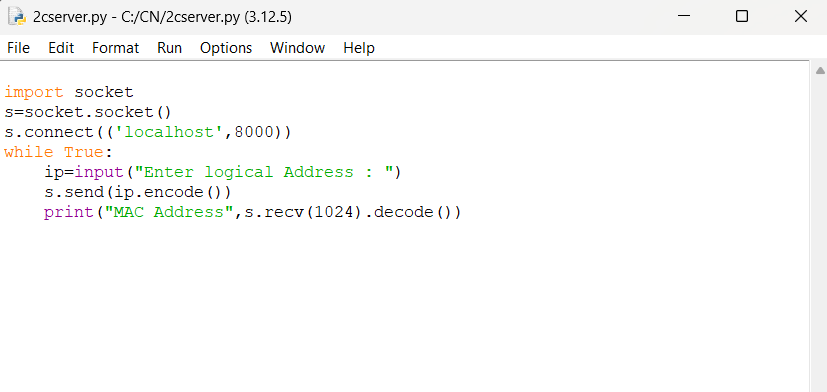 2cserver.py - C:/CN/2cserver.py (3.12.5)
File Edit Format Run Options Window Help
import socket
s=socket.socket()
s.connect(('localhost',8000))
while True:
    ip=input("Enter logical Address : ")
    s.send(ip.encode())
    print("MAC Address",s.recv(1024).decode())